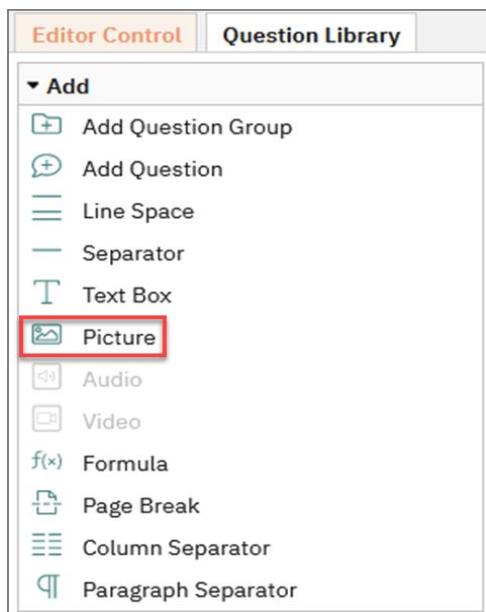 Editor Control Question Library
Add
Add Question Group
Add Question
Line Space
Separator
Text Box
Picture
Audio
Video
f(x) Formula
Page Break
Column Separator
Paragraph Separator